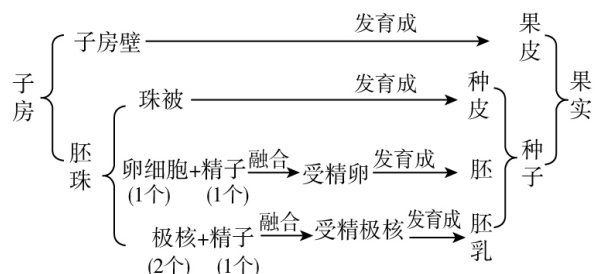 子房壁 发育成 果皮
子房 珠被 发育成 种皮 果实
胚珠 卵细胞+精子 融合 受精卵 发育成 胚 种子
(1个) (1个)
极核+精子 融合 受精极核 发育成 胚乳
(2个) (1个)